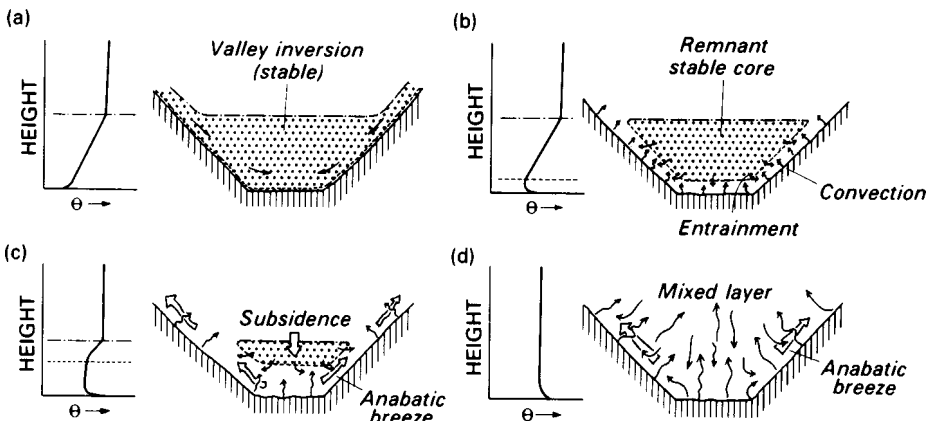 (a)
HEIGHT
θ →
Valley inversion
(stable)
(b)
HEIGHT
θ →
Remnant
stable core
Convection
Entrainment
(c)
HEIGHT
θ →
Subsidence
Anabatic
breeze
(d)
HEIGHT
θ →
Mixed layer
Anabatic
breeze